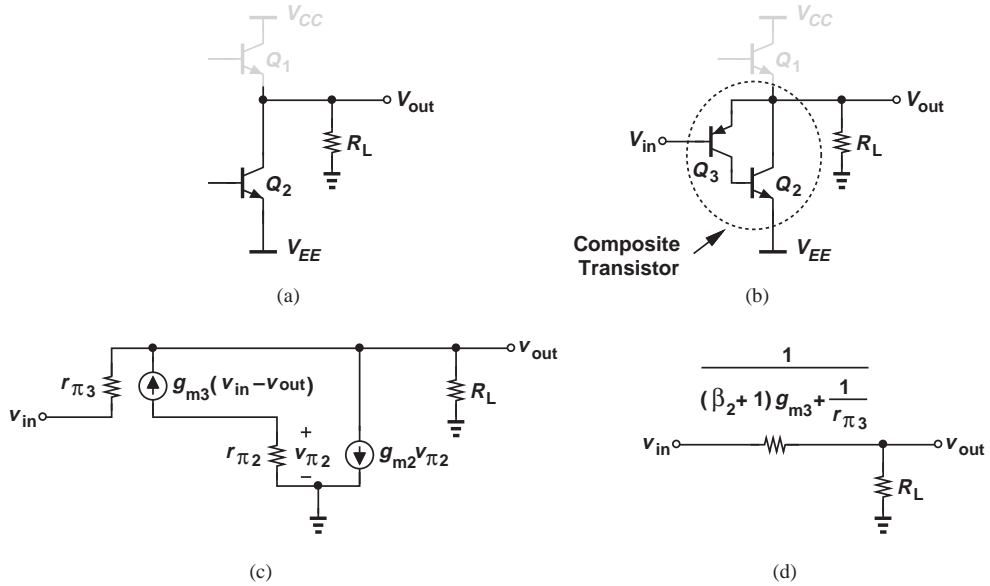 V_CC
Q_1
V_out
R_L
Q_2
V_EE
(a)
V_CC
Q_1
V_out
V_in
R_L
Q_3
Q_2
Composite
Transistor
V_EE
(b)
v_out
r_π3
g_m3(v_in−v_out)
R_L
v_in
r_π2
+
v_π2
−
g_m2v_π2
(c)
1
(β_2+1)g_m3+
1
r_π3
v_in
v_out
R_L
(d)